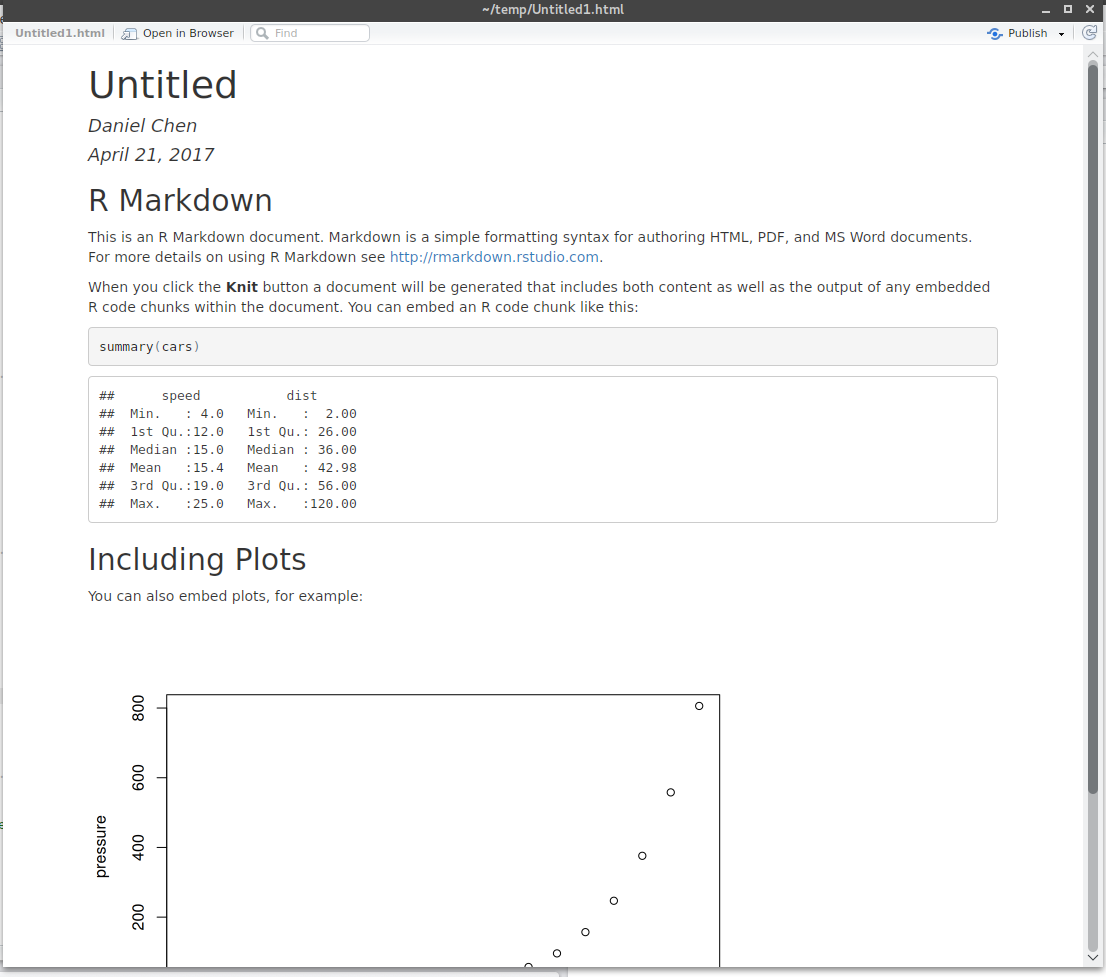 ~/temp/Untitled1.html
Untitled1.html Open in Browser Find Publish
Untitled
Daniel Chen
April 21, 2017
R Markdown
This is an R Markdown document. Markdown is a simple formatting syntax for authoring HTML, PDF, and MS Word documents.
For more details on using R Markdown see http://rmarkdown.rstudio.com.
When you click the Knit button a document will be generated that includes both content as well as the output of any embedded
R code chunks within the document. You can embed an R code chunk like this:
summary(cars)
##      speed           dist
##  Min.   : 4.0   Min.   :  2.00
##  1st Qu.:12.0   1st Qu.: 26.00
##  Median :15.0   Median : 36.00
##  Mean   :15.4   Mean   : 42.98
##  3rd Qu.:19.0   3rd Qu.: 56.00
##  Max.   :25.0   Max.   :120.00
Including Plots
You can also embed plots, for example:
800
600
400
200
pressure